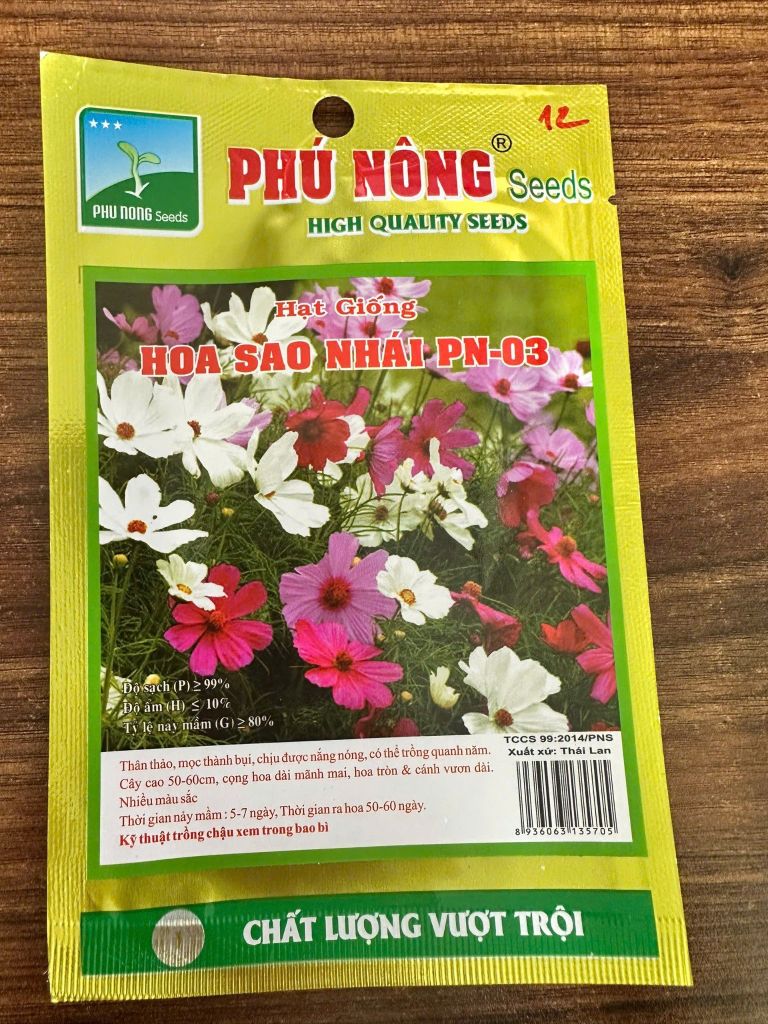 12
PHU NONG Seeds
PHÚ NÔNG® Seeds
HIGH QUALITY SEEDS
Hạt Giống
HOA SAO NHÁI PN-03
Độ sạch (P) ≥ 99%
Độ ẩm (H) ≤ 10%
Tỷ lệ nảy mầm (G) ≥ 80%
TCCS 99:2014/PNS
Xuất xứ: Thái Lan
Thân thảo, mọc thành bụi, chịu được nắng nóng, có thể trồng quanh năm.
Cây cao 50-60cm, cọng hoa dài mãnh mai, hoa tròn & cánh vươn dài.
Nhiều màu sắc
Thời gian nảy mầm : 5-7 ngày, Thời gian ra hoa 50-60 ngày.
Kỹ thuật trồng chậu xem trong bao bì
8 936063 135705
CHẤT LƯỢNG VƯỢT TRỘI